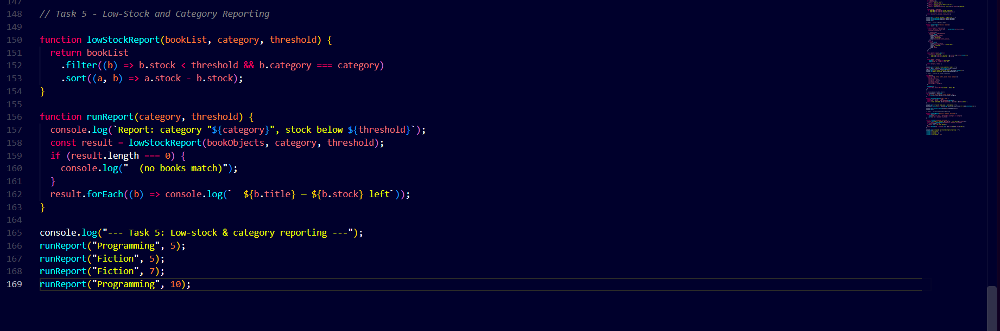 147
148 // Task 5 - Low-Stock and Category Reporting
149
150 function lowStockReport(bookList, category, threshold) {
151   return bookList
152     .filter((b) => b.stock < threshold && b.category === category)
153     .sort((a, b) => a.stock - b.stock);
154 }
155
156 function runReport(category, threshold) {
157   console.log(`Report: category "${category}", stock below ${threshold}`);
158   const result = lowStockReport(bookObjects, category, threshold);
159   if (result.length === 0) {
160     console.log("  (no books match)");
161   }
162   result.forEach((b) => console.log(`  ${b.title} — ${b.stock} left`));
163 }
164
165 console.log("--- Task 5: Low-stock & category reporting ---");
166 runReport("Programming", 5);
167 runReport("Fiction", 5);
168 runReport("Fiction", 7);
169 runReport("Programming", 10);